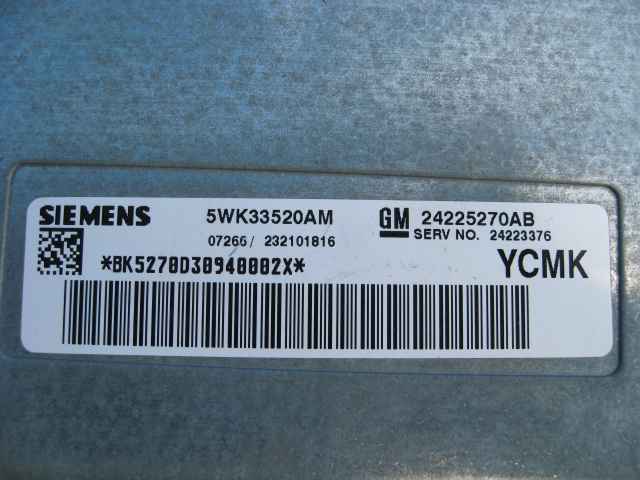 SIEMENS 5WK33520AM GM 24225270AB
07266/ 232101816 SERV NO. 24223376
*BK5270D30940002X* YCMK